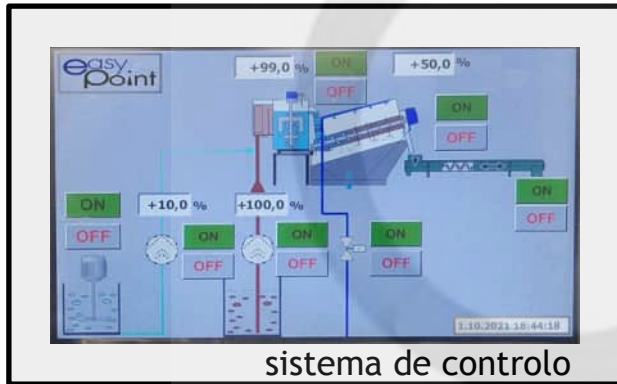 easy
Point
+99,0 %
ON
OFF
+50,0 %
ON
OFF
ON
OFF
ON
OFF
+10,0 %
ON
OFF
+100,0 %
ON
OFF
ON
OFF
1.10.2021 18:44:18
sistema de controlo